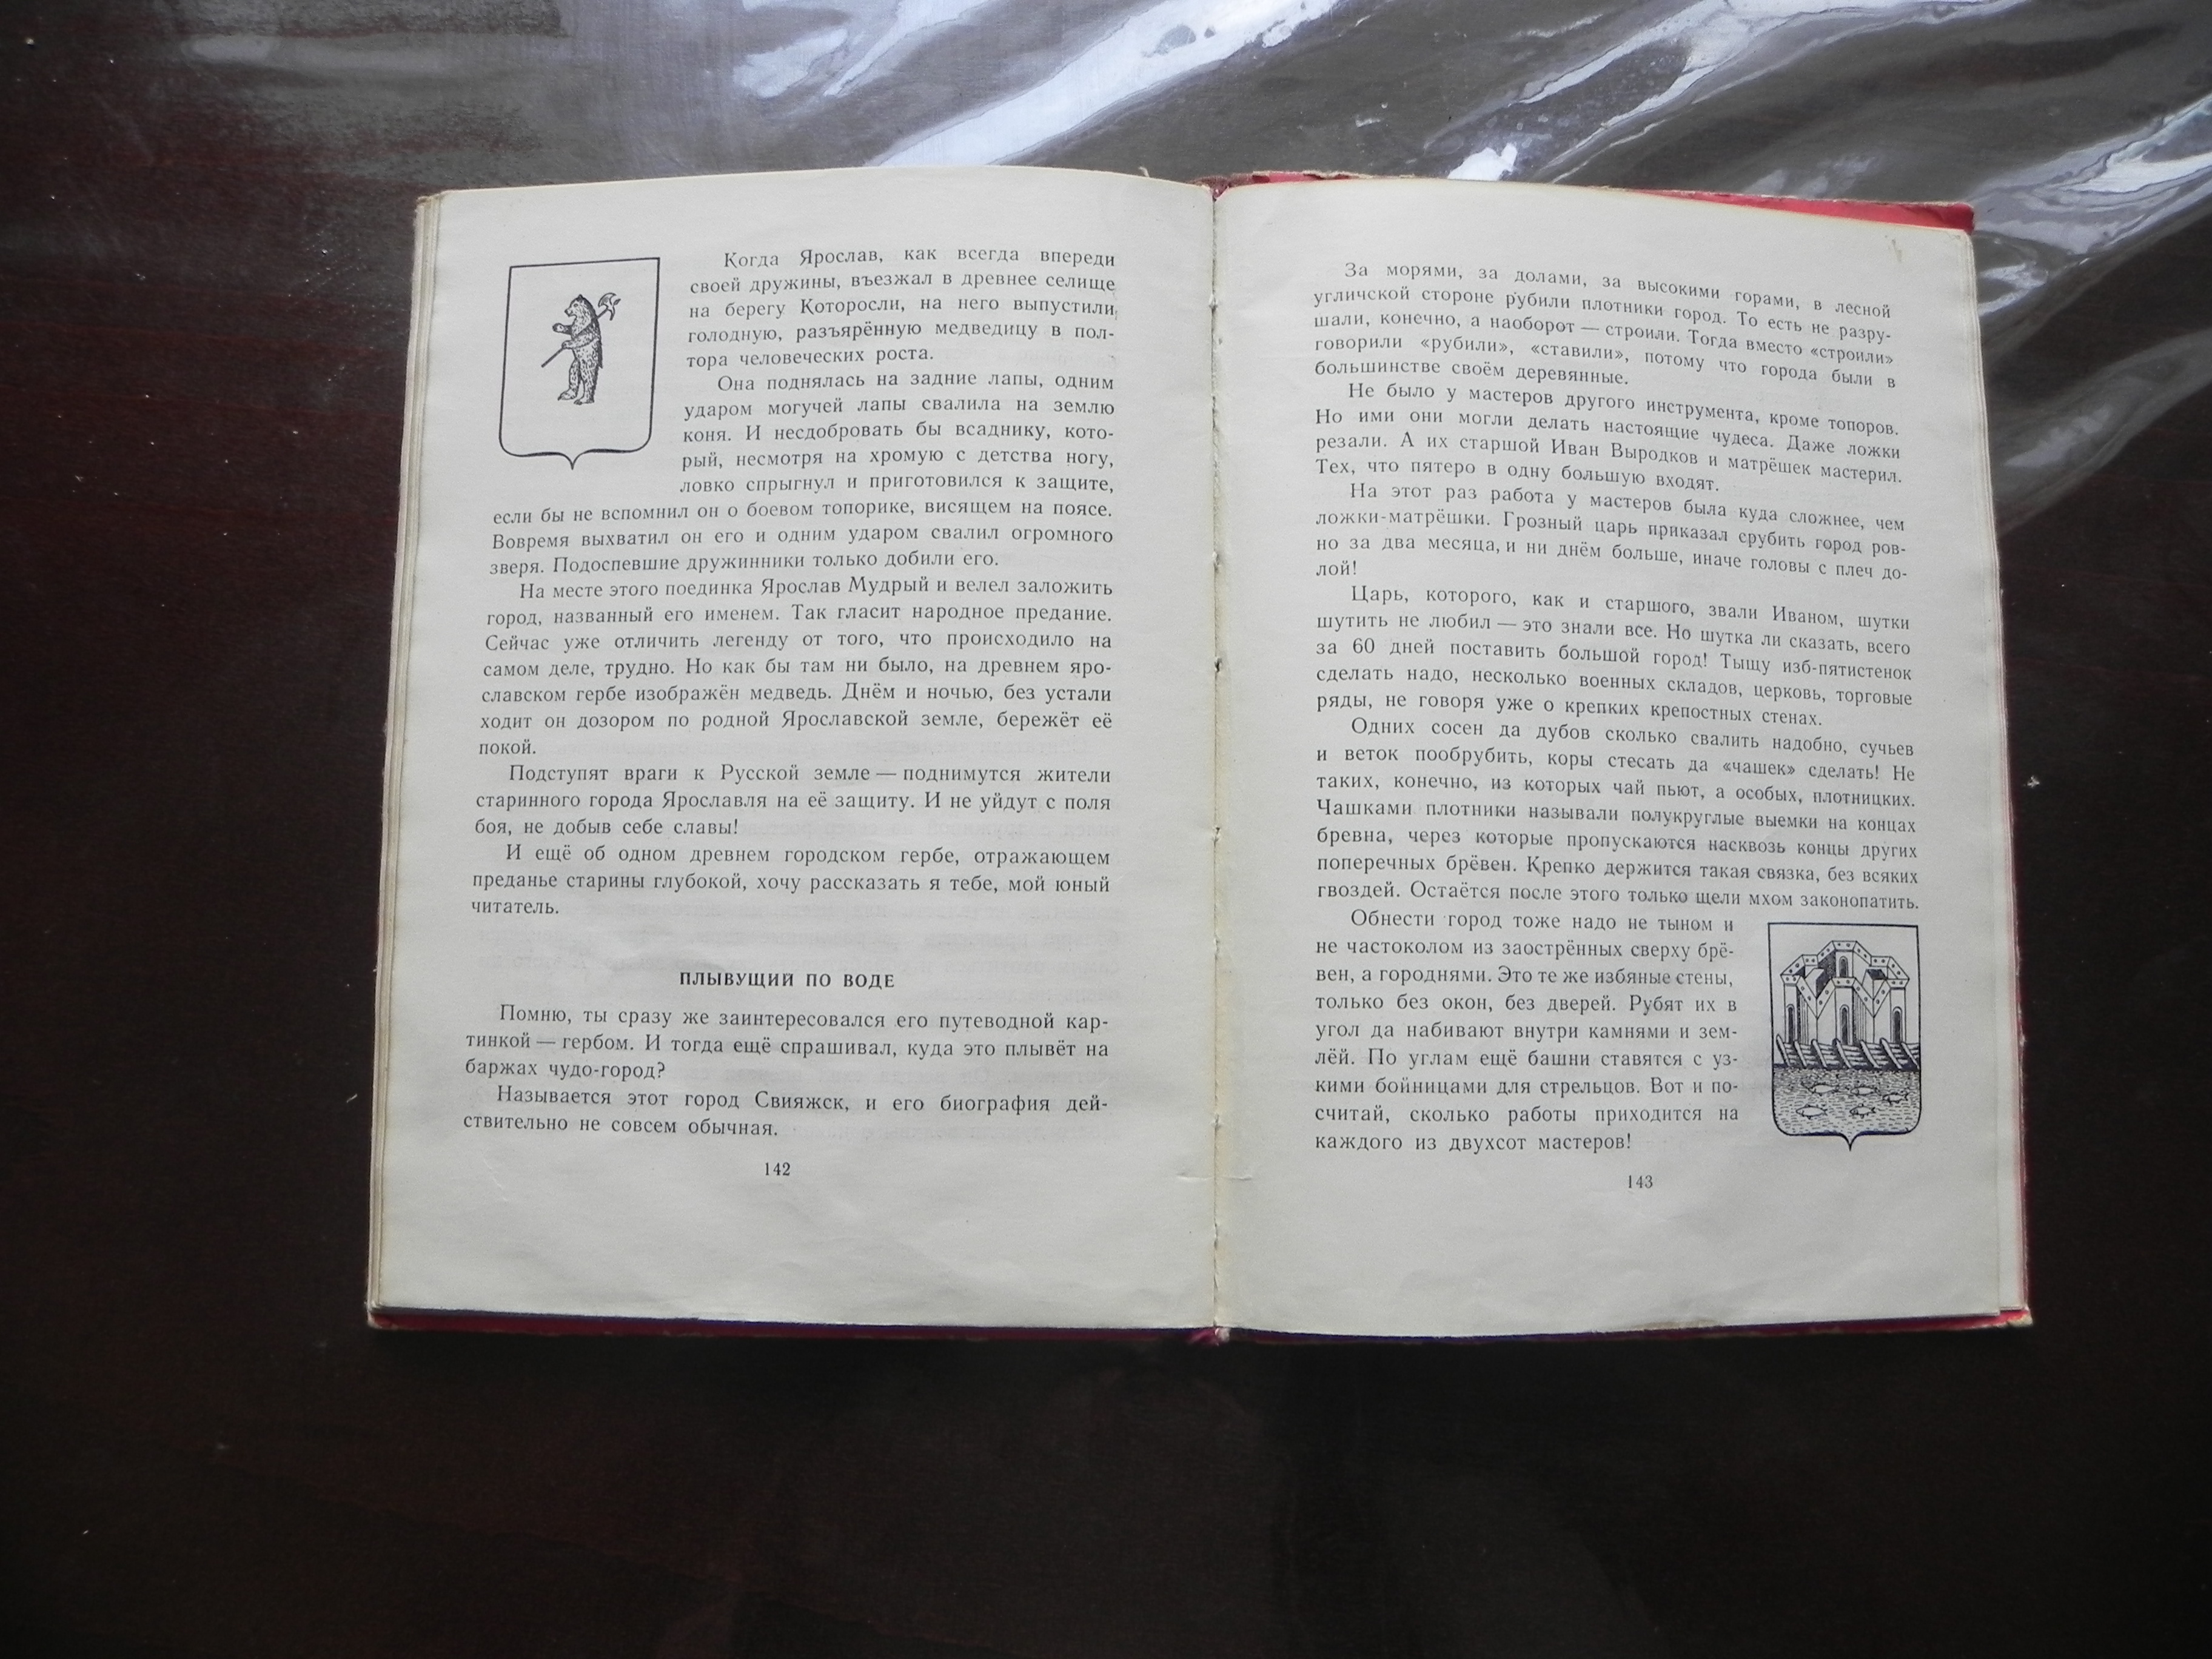 Когда Ярослав, как всегда впереди
своей дружины, въезжал в древнее селище
на берегу Которосли, на него выпустили
голодную, разъярённую медведицу в пол-
тора человеческих роста.
Она поднялась на задние лапы, одним
ударом могучей лапы свалила на землю
коня. И несдобровать бы всаднику, кото-
рый, несмотря на хромую с детства ногу,
ловко спрыгнул и приготовился к защите,
если бы не вспомнил он о боевом топорике, висящем на поясе.
Вовремя выхватил он его и одним ударом свалил огромного
зверя. Подоспевшие дружинники только добили его.
На месте этого поединка Ярослав Мудрый и велел заложить
город, названный его именем. Так гласит народное предание.
Сейчас уже отличить легенду от того, что происходило на
самом деле, трудно. Но как бы там ни было, на древнем яро-
славском гербе изображён медведь. Днём и ночью, без устали
ходит он дозором по родной Ярославской земле, бережёт её
покой.
Подступят враги к Русской земле — поднимутся жители
старинного города Ярославля на её защиту. И не уйдут с поля
боя, не добыв себе славы!
И ещё об одном древнем городском гербе, отражающем
преданье старины глубокой, хочу рассказать я тебе, мой юный
читатель.
ПЛЫВУЩИЙ ПО ВОДЕ
Помню, ты сразу же заинтересовался его путеводной кар-
тинкой — гербом. И тогда ещё спрашивал, куда это плывёт на
баржах чудо-город?
Называется этот город Свияжск, и его биография дей-
ствительно не совсем обычная.
142
За морями, за долами, за высокими горами, в лесной
угличской стороне рубили плотники город. То есть не разру-
шали, конечно, а наоборот — строили. Тогда вместо «строили»
говорили «рубили», «ставили», потому что города были в
большинстве своём деревянные.
Не было у мастеров другого инструмента, кроме топоров.
Но ими они могли делать настоящие чудеса. Даже ложки
резали. А их старшой Иван Выродков и матрёшек мастерил.
Тех, что пятеро в одну большую входят.
На этот раз работа у мастеров была куда сложнее, чем
ложки-матрёшки. Грозный царь приказал срубить город ров-
но за два месяца, и ни днём больше, иначе головы с плеч до-
лой!
Царь, которого, как и старшого, звали Иваном, шутки
шутить не любил — это знали все. Но шутка ли сказать, всего
за 60 дней поставить большой город! Тыщу изб-пятистенок
сделать надо, несколько военных складов, церковь, торговые
ряды, не говоря уже о крепких крепостных стенах.
Одних сосен да дубов сколько свалить надобно, сучьев
и веток пообрубить, коры стесать да «чашек» сделать! Не
таких, конечно, из которых чай пьют, а особых, плотницких.
Чашками плотники называли полукруглые выемки на концах
бревна, через которые пропускаются насквозь концы других
поперечных брёвен. Крепко держится такая связка, без всяких
гвоздей. Остаётся после этого только щели мхом законопатить.
Обнести город тоже надо не тыном и
не частоколом из заострённых сверху брё-
вен, а городнями. Это те же избяные стены,
только без окон, без дверей. Рубят их в
угол да набивают внутри камнями и зем-
лёй. По углам ещё башни ставятся с уз-
кими бойницами для стрельцов. Вот и по-
считай, сколько работы приходится на
каждого из двухсот мастеров!
143